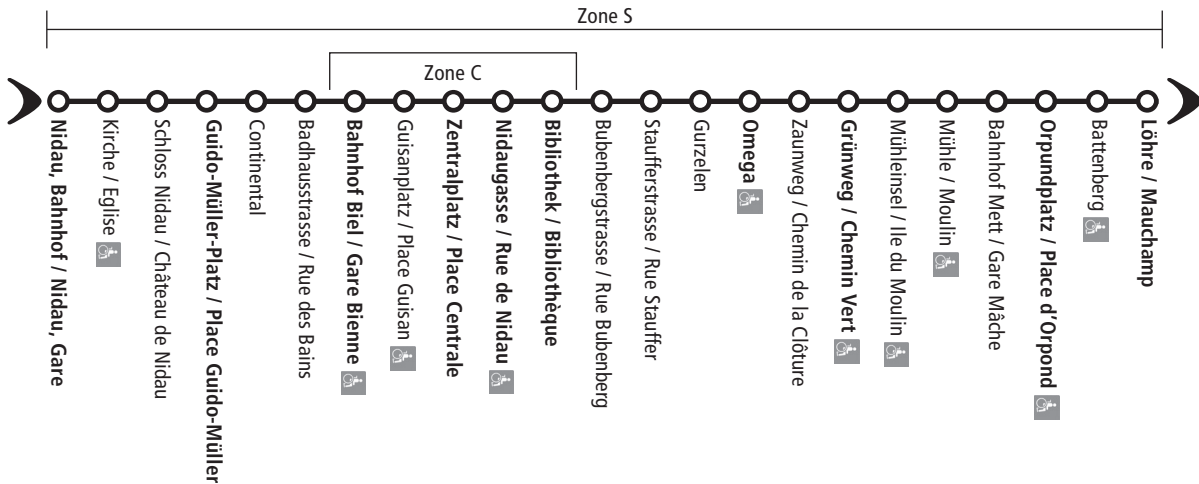 Zone S
Zone C
Nidau, Bahnhof / Nidau, Gare
Kirche / Eglise
Schloss Nidau / Château de Nidau
Guido-Müller-Platz / Place Guido-Müller
Continental
Badhausstrasse / Rue des Bains
Bahnhof Biel / Gare Bienne
Guisanplatz / Place Guisan
Zentralplatz / Place Centrale
Nidaugasse / Rue de Nidau
Bibliothek / Bibliothèque
Bubenbergstrasse / Rue Bubenberg
Staufferstrasse / Rue Stauffer
Gurzelen
Omega
Zaunweg / Chemin de la Clôture
Grünweg / Chemin Vert
Mühleinsel / Ile du Moulin
Mühle / Moulin
Bahnhof Mett / Gare Mâche
Orpundplatz / Place d’Orpond
Battenberg
Löhre / Mauchamp